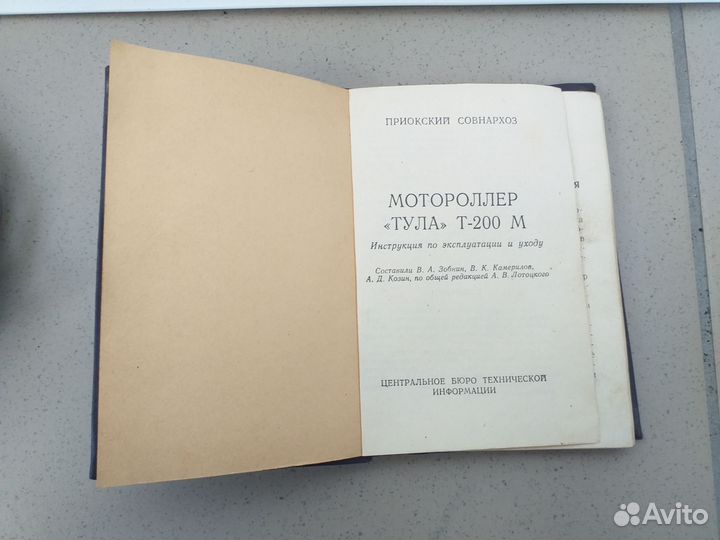 ПРИОКСКИЙ СОВНАРХОЗ
МОТОРОЛЛЕР
«ТУЛА» Т-200 М
Инструкция по эксплуатации и уходу
Составили В. А. Зобнин, В. К. Камерилов,
А. Д. Козин, по общей редакцией А. В. Лотоцкого
ЦЕНТРАЛЬНОЕ БЮРО ТЕХНИЧЕСКОЙ
ИНФОРМАЦИИ
Avito